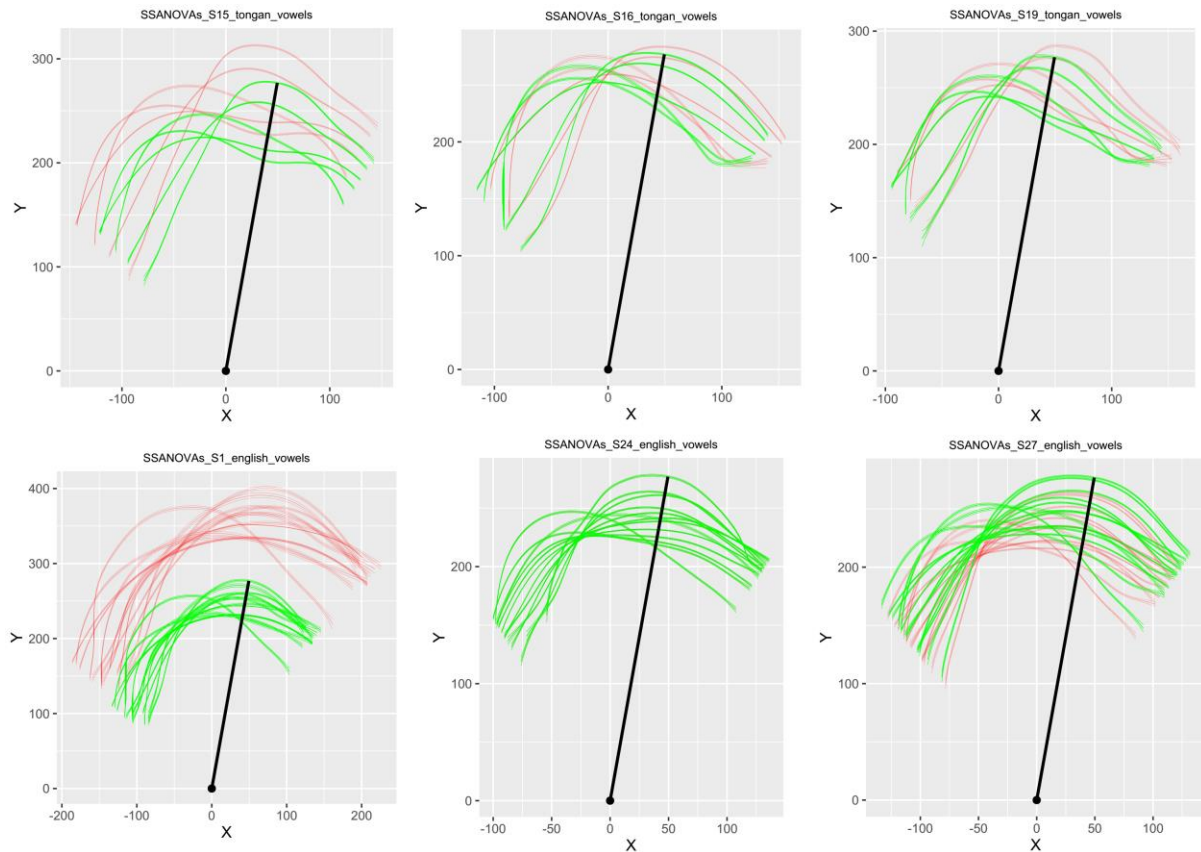 SSANOVAs_S15_tongan_vowels
300
200
100
0
Y
-100
0
100
X
SSANOVAs_S16_tongan_vowels
200
100
0
Y
-100
0
100
X
SSANOVAs_S19_tongan_vowels
300
200
100
0
Y
-100
0
100
X
SSANOVAs_S1_english_vowels
400
300
200
100
0
Y
-200
-100
0
100
200
X
SSANOVAs_S24_english_vowels
200
100
0
Y
-100
-50
0
50
100
X
SSANOVAs_S27_english_vowels
200
100
0
Y
-100
-50
0
50
100
X